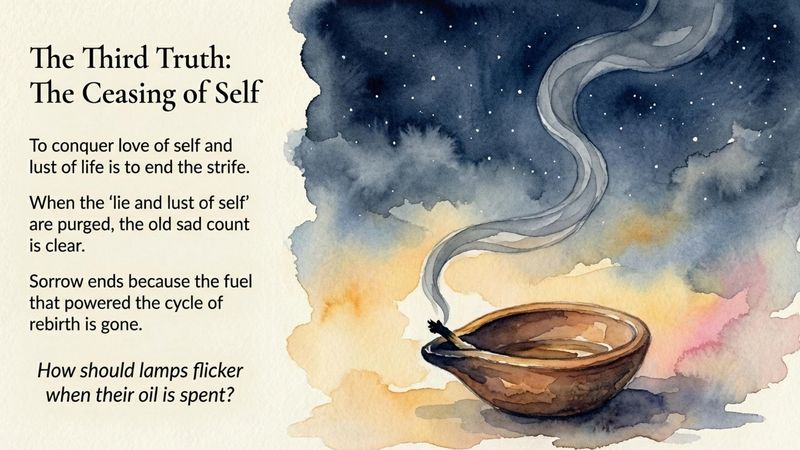 The Third Truth:
The Ceasing of Self
To conquer love of self and
lust of life is to end the strife.
When the ‘lie and lust of self’
are purged, the old sad count
is clear.
Sorrow ends because the fuel
that powered the cycle of
rebirth is gone.
How should lamps flicker
when their oil is spent?